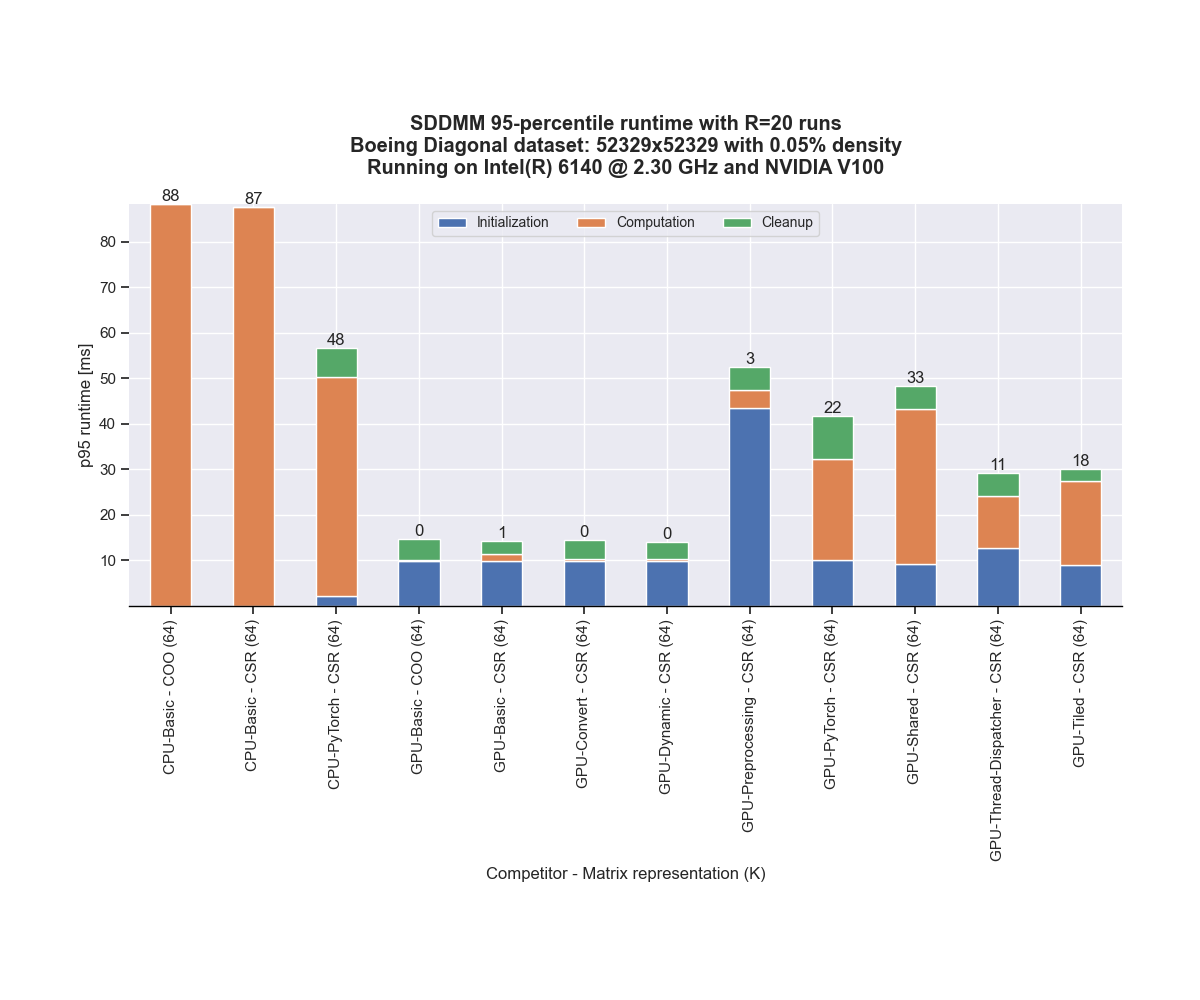 SDDMM 95-percentile runtime with R=20 runs
Boeing Diagonal dataset: 52329x52329 with 0.05% density
Running on Intel(R) 6140 @ 2.30 GHz and NVIDIA V100
Initialization
Computation
Cleanup
88
87
48
0
1
0
0
3
22
33
11
18
p95 runtime [ms]
80
70
60
50
40
30
20
10
CPU-Basic - COO (64)
CPU-Basic - CSR (64)
CPU-PyTorch - CSR (64)
GPU-Basic - COO (64)
GPU-Basic - CSR (64)
GPU-Convert - CSR (64)
GPU-Dynamic - CSR (64)
GPU-Preprocessing - CSR (64)
GPU-PyTorch - CSR (64)
GPU-Shared - CSR (64)
GPU-Thread-Dispatcher - CSR (64)
GPU-Tiled - CSR (64)
Competitor - Matrix representation (K)